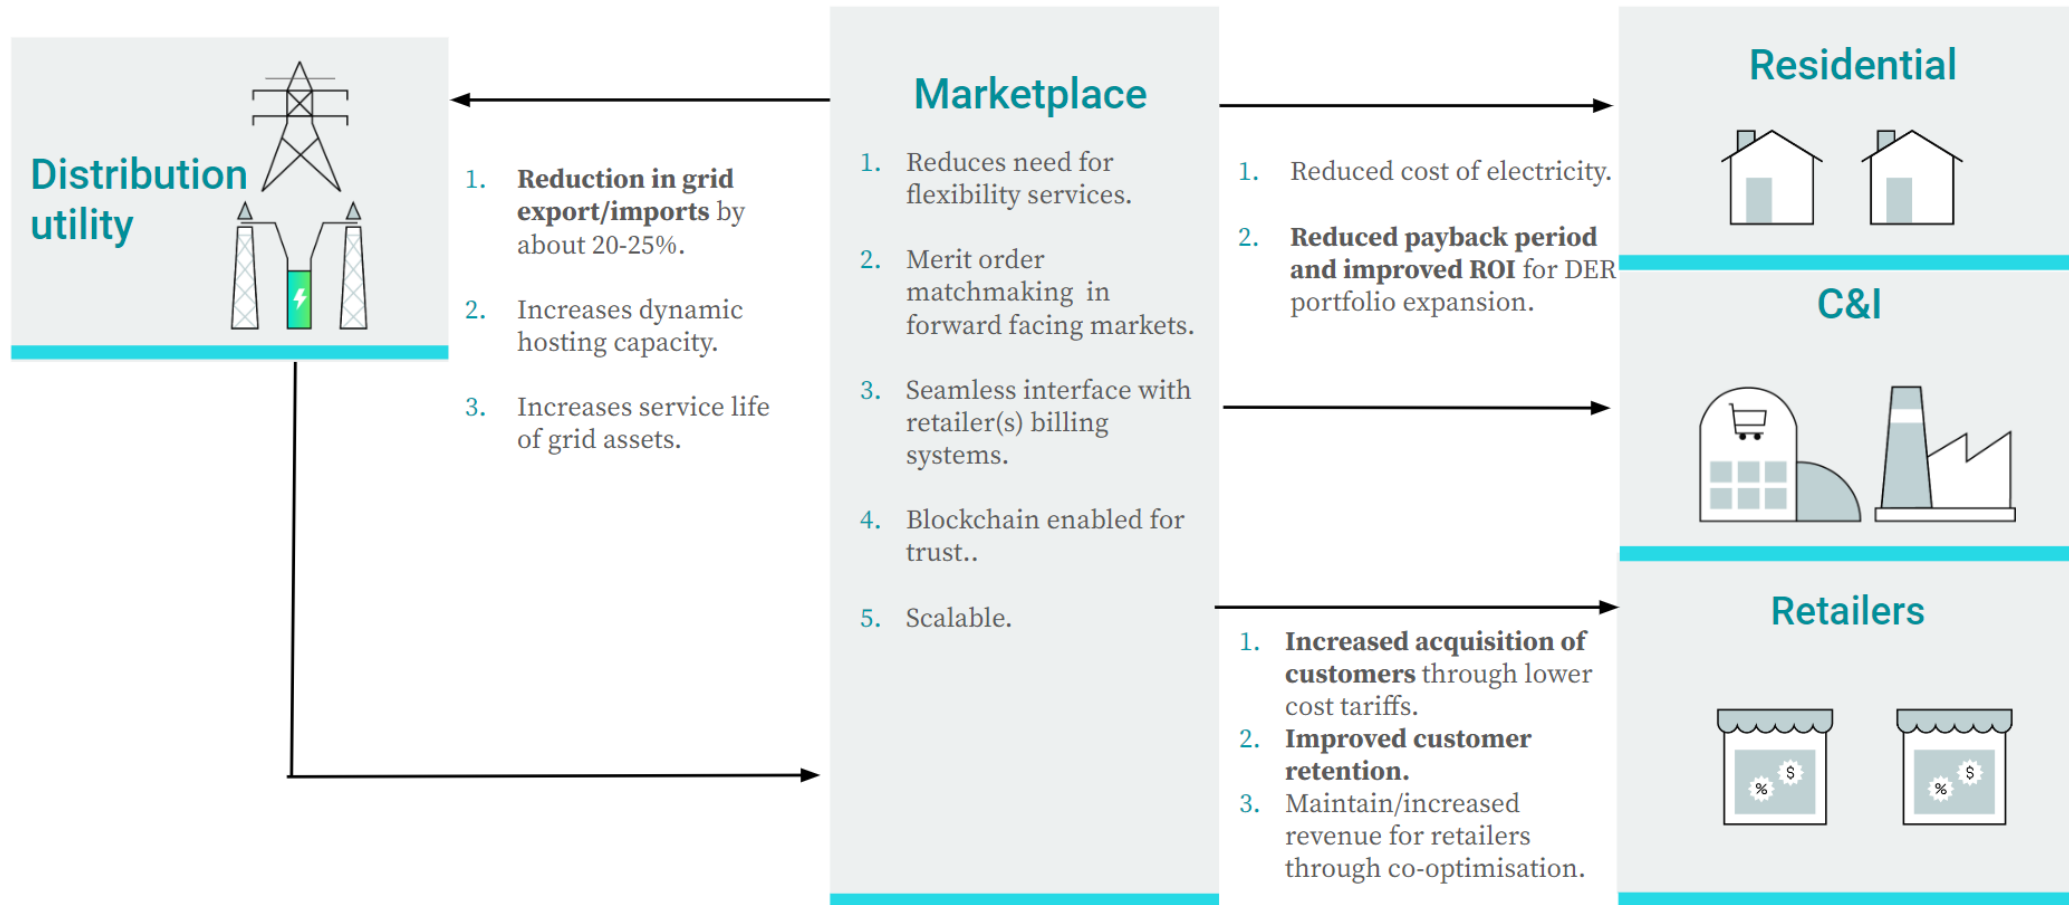 Distribution
utility
1. Reduction in grid
export/imports by
about 20-25%.
2. Increases dynamic
hosting capacity.
3. Increases service life
of grid assets.
Marketplace
1. Reduces need for
flexibility services.
2. Merit order
matchmaking in
forward facing markets.
3. Seamless interface with
retailer(s) billing
systems.
4. Blockchain enabled for
trust..
5. Scalable.
1. Reduced cost of electricity.
2. Reduced payback period
and improved ROI for DER
portfolio expansion.
1. Increased acquisition of
customers through lower
cost tariffs.
2. Improved customer
retention.
3. Maintain/increased
revenue for retailers
through co-optimisation.
Residential
C&I
Retailers
% $
% $